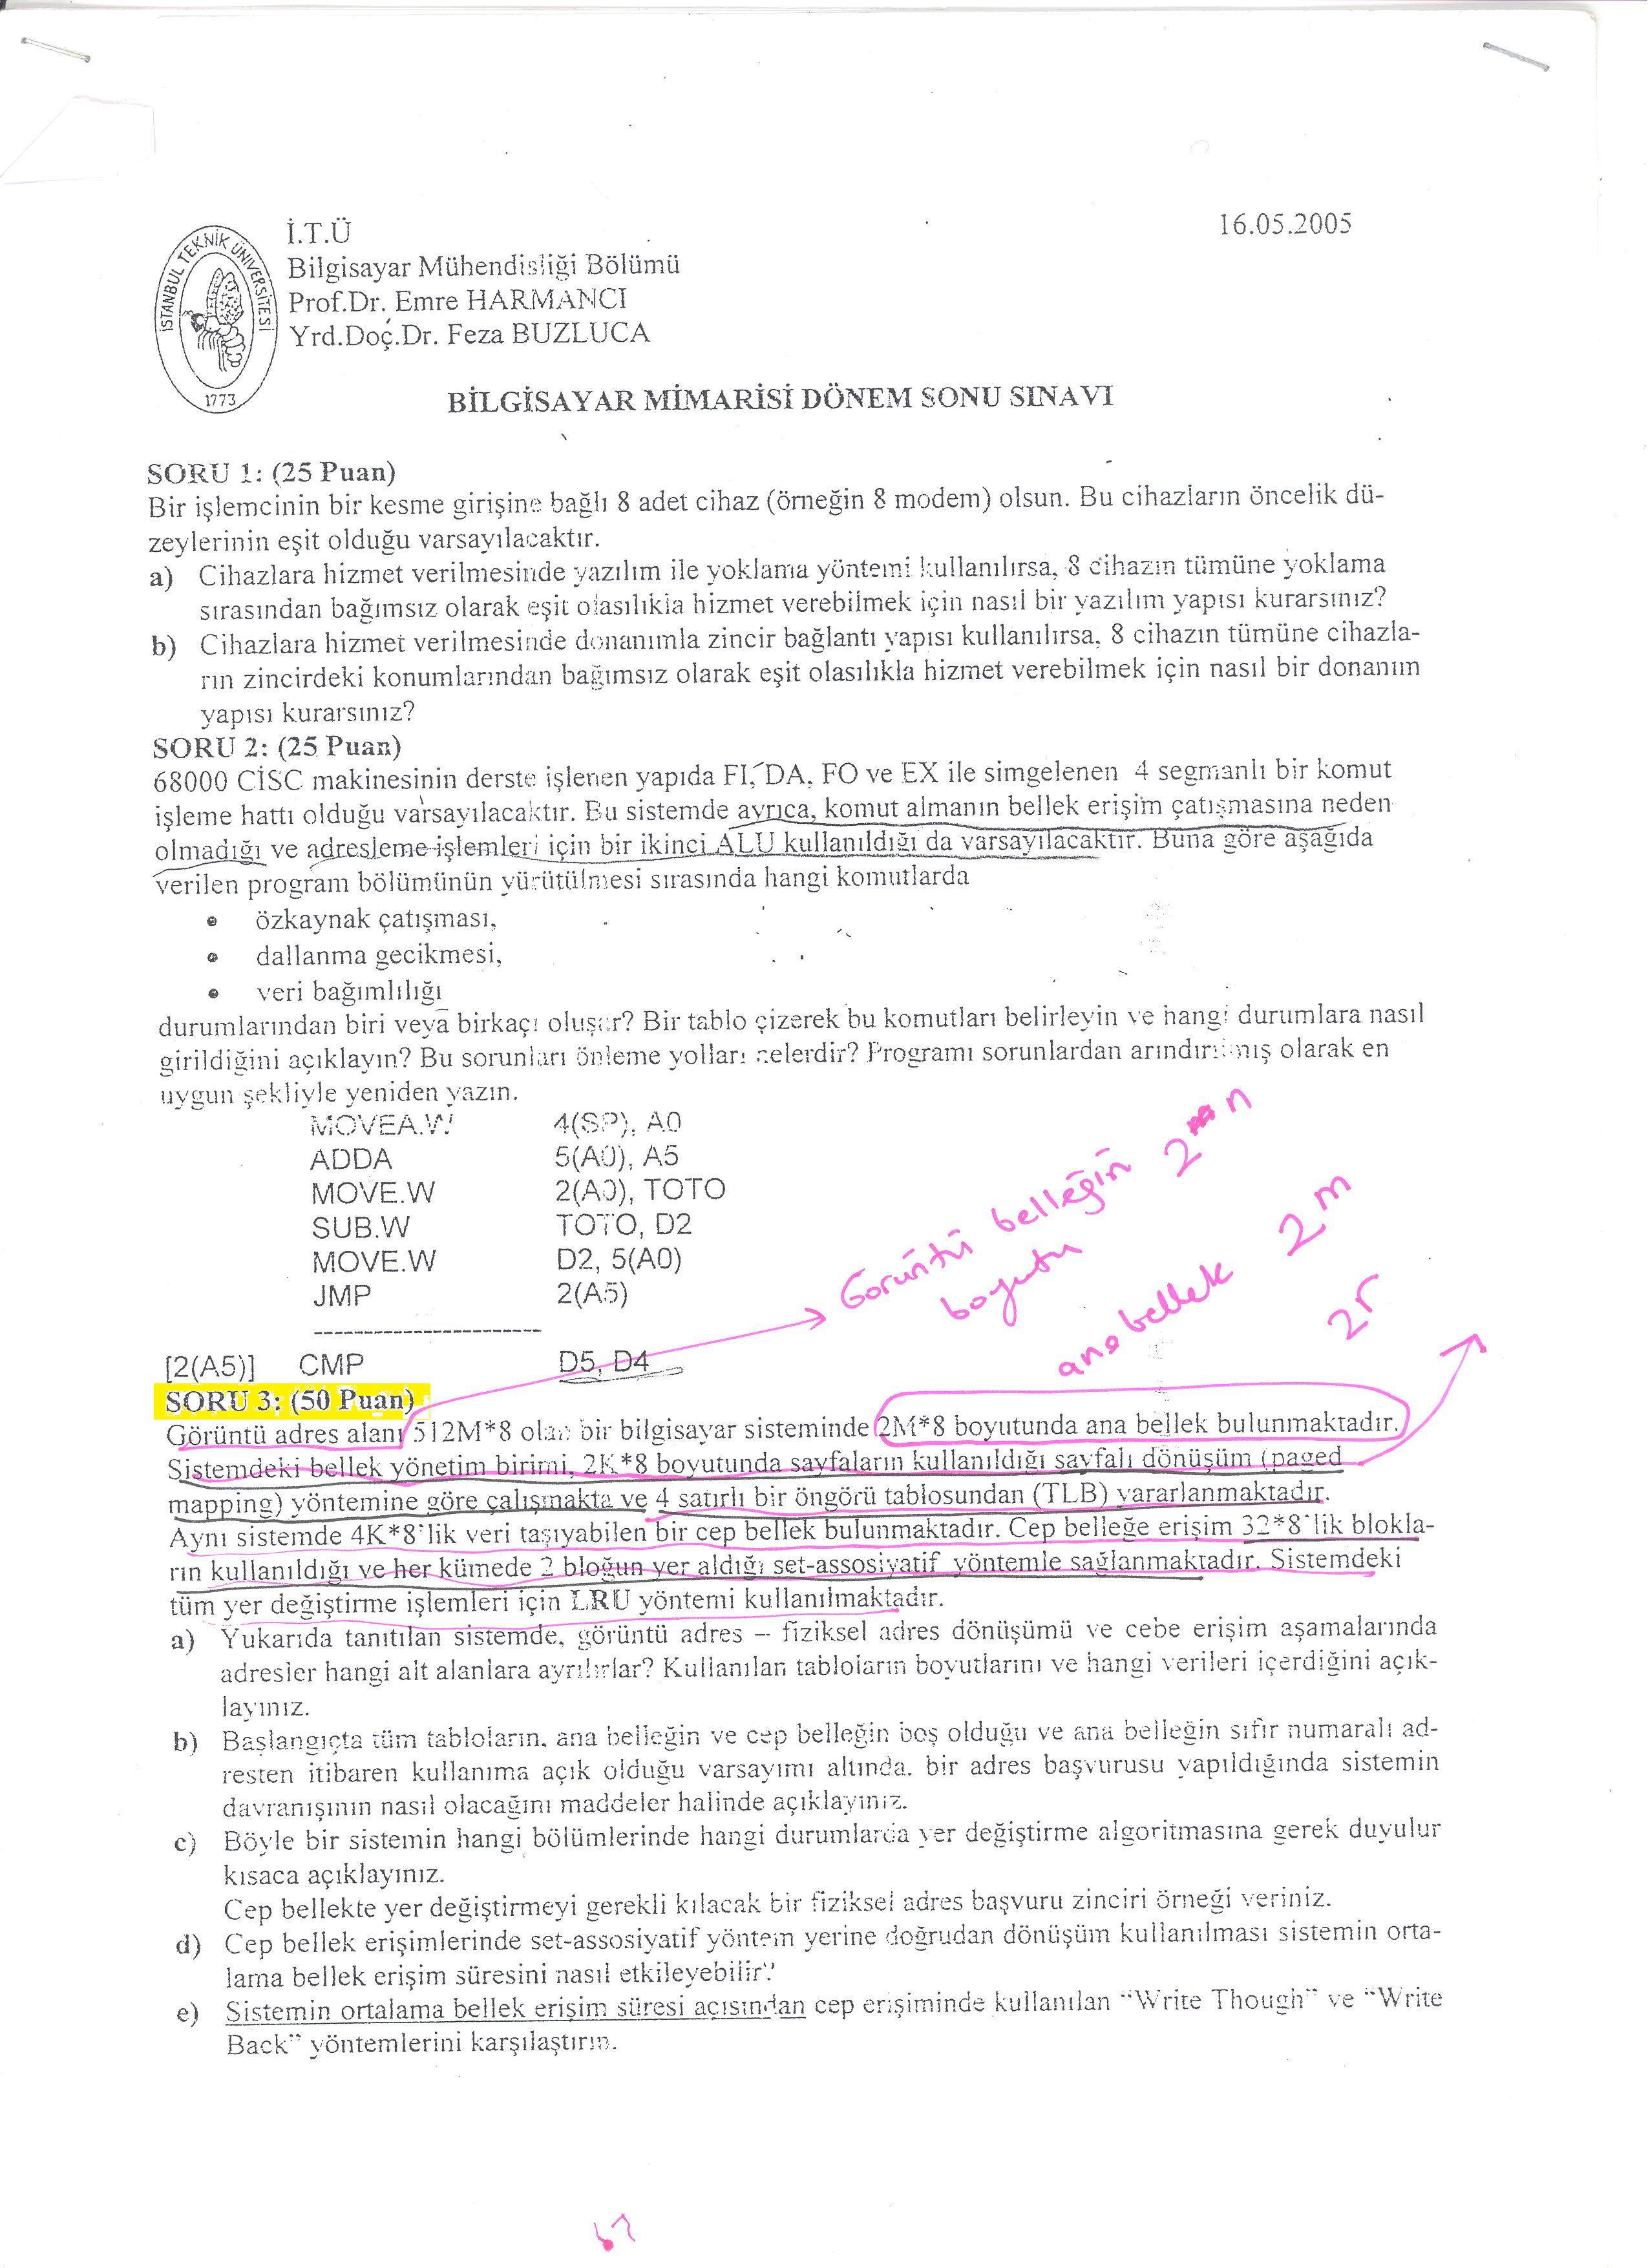 İ.T.Ü
16.05.2005
Bilgisayar Mühendisliği Bölümü
Prof.Dr. Emre HARMANCI
Yrd.Doç.Dr. Feza BUZLUCA
İSTANBUL TEKNİK ÜNİVERSİTESİ
1773
BİLGİSAYAR MİMARİSİ DÖNEM SONU SINAVI
SORU 1: (25 Puan)
Bir işlemcinin bir kesme girişine bağlı 8 adet cihaz (örneğin 8 modem) olsun. Bu cihazların öncelik dü-
zeylerinin eşit olduğu varsayılacaktır.
a) Cihazlara hizmet verilmesinde yazılım ile yoklama yöntemi kullanılırsa, 8 cihazın tümüne yoklama
sırasından bağımsız olarak eşit olasılıkla hizmet verebilmek için nasıl bir yazılım yapısı kurarsınız?
b) Cihazlara hizmet verilmesinde donanımla zincir bağlantı yapısı kullanılırsa, 8 cihazın tümüne cihazla-
rın zincirdeki konumlarından bağımsız olarak eşit olasılıkla hizmet verebilmek için nasıl bir donanım
yapısı kurarsınız?
SORU 2: (25 Puan)
68000 CİSC makinesinin derste işlenen yapıda FI, DA, FO ve EX ile simgelenen 4 segmanlı bir komut
işleme hattı olduğu varsayılacaktır. Bu sistemde ayrıca, komut almanın bellek erişim çatışmasına neden
olmadığı ve adresleme işlemleri için bir ikinci ALU kullanıldığı da varsayılacaktır. Buna göre aşağıda
verilen program bölümünün yürütülmesi sırasında hangi komutlarda
• özkaynak çatışması,
• dallanma gecikmesi,
• veri bağımlılığı
durumlarından biri veya birkaçı oluşur? Bir tablo çizerek bu komutları belirleyin ve hangi durumlara nasıl
girildiğini açıklayın? Bu sorunları önleme yolları nelerdir? Programı sorunlardan arındırılmış olarak en
uygun şekliyle yeniden yazın.
MOVEA.W 4(SP), A0
ADDA 5(A0), A5
MOVE.W 2(A0), TOTO
SUB.W TOTO, D2
MOVE.W D2, 5(A0)
JMP 2(A5)
------------------------
[2(A5)] CMP D5, D4
Görüntü belleğin 2^n
boyutu
ana bellek 2^m
2^r
SORU 3: (50 Puan)
Görüntü adres alanı 512M*8 olan bir bilgisayar sisteminde 2M*8 boyutunda ana bellek bulunmaktadır.
Sistemdeki bellek yönetim birimi, 2K*8 boyutunda sayfaların kullanıldığı sayfalı dönüşüm (paged
mapping) yöntemine göre çalışmakta ve 4 satırlı bir öngörü tablosundan (TLB) yararlanmaktadır.
Aynı sistemde 4K*8'lik veri taşıyabilen bir cep bellek bulunmaktadır. Cep belleğe erişim 32*8'lik blokla-
rın kullanıldığı ve her kümede 2 bloğun yer aldığı set-assosiyatif yöntemle sağlanmaktadır. Sistemdeki
tüm yer değiştirme işlemleri için LRU yöntemi kullanılmaktadır.
a) Yukarıda tanıtılan sistemde, görüntü adres – fiziksel adres dönüşümü ve cebe erişim aşamalarında
adresler hangi alt alanlara ayrılırlar? Kullanılan tabloların boyutlarını ve hangi verileri içerdiğini açık-
layınız.
b) Başlangıçta tüm tabloların, ana belleğin ve cep belleğin boş olduğu ve ana belleğin sıfır numaralı ad-
resten itibaren kullanıma açık olduğu varsayımı altında, bir adres başvurusu yapıldığında sistemin
davranışının nasıl olacağını maddeler halinde açıklayınız.
c) Böyle bir sistemin hangi bölümlerinde hangi durumlarda yer değiştirme algoritmasına gerek duyulur
kısaca açıklayınız.
Cep bellekte yer değiştirmeyi gerekli kılacak bir fiziksel adres başvuru zinciri örneği veriniz.
d) Cep bellek erişimlerinde set-assosiyatif yöntem yerine doğrudan dönüşüm kullanılması sistemin orta-
lama bellek erişim süresini nasıl etkileyebilir?
e) Sistemin ortalama bellek erişim süresi açısından cep erişiminde kullanılan "Write Though" ve "Write
Back" yöntemlerini karşılaştırın.